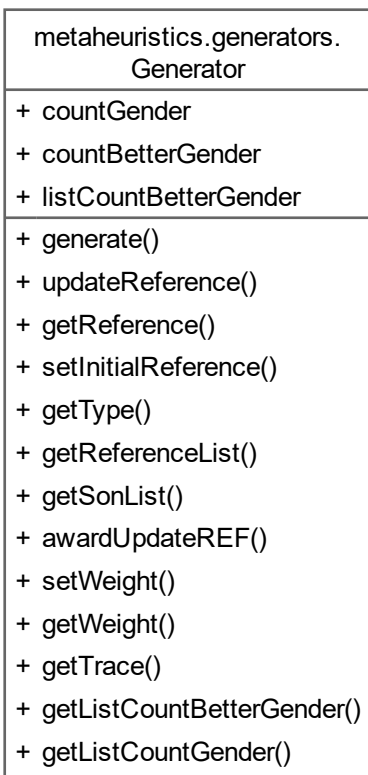 metaheuristics.generators.
Generator
+ countGender
+ countBetterGender
+ listCountBetterGender
+ generate()
+ updateReference()
+ getReference()
+ setInitialReference()
+ getType()
+ getReferenceList()
+ getSonList()
+ awardUpdateREF()
+ setWeight()
+ getWeight()
+ getTrace()
+ getListCountBetterGender()
+ getListCountGender()